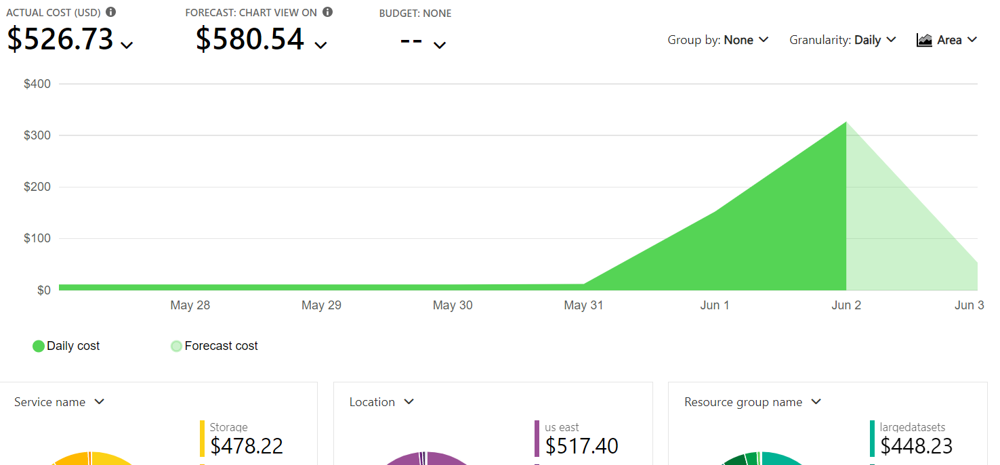 ACTUAL COST (USD)
FORECAST: CHART VIEW ON
BUDGET: NONE
$526.73
$580.54
--
Group by: None
Granularity: Daily
Area
$400
$300
$200
$100
$0
May 28
May 29
May 30
May 31
Jun 1
Jun 2
Jun 3
Daily cost
Forecast cost
Service name
Storage
$478.22
Location
us east
$517.40
Resource group name
largedatasets
$448.23